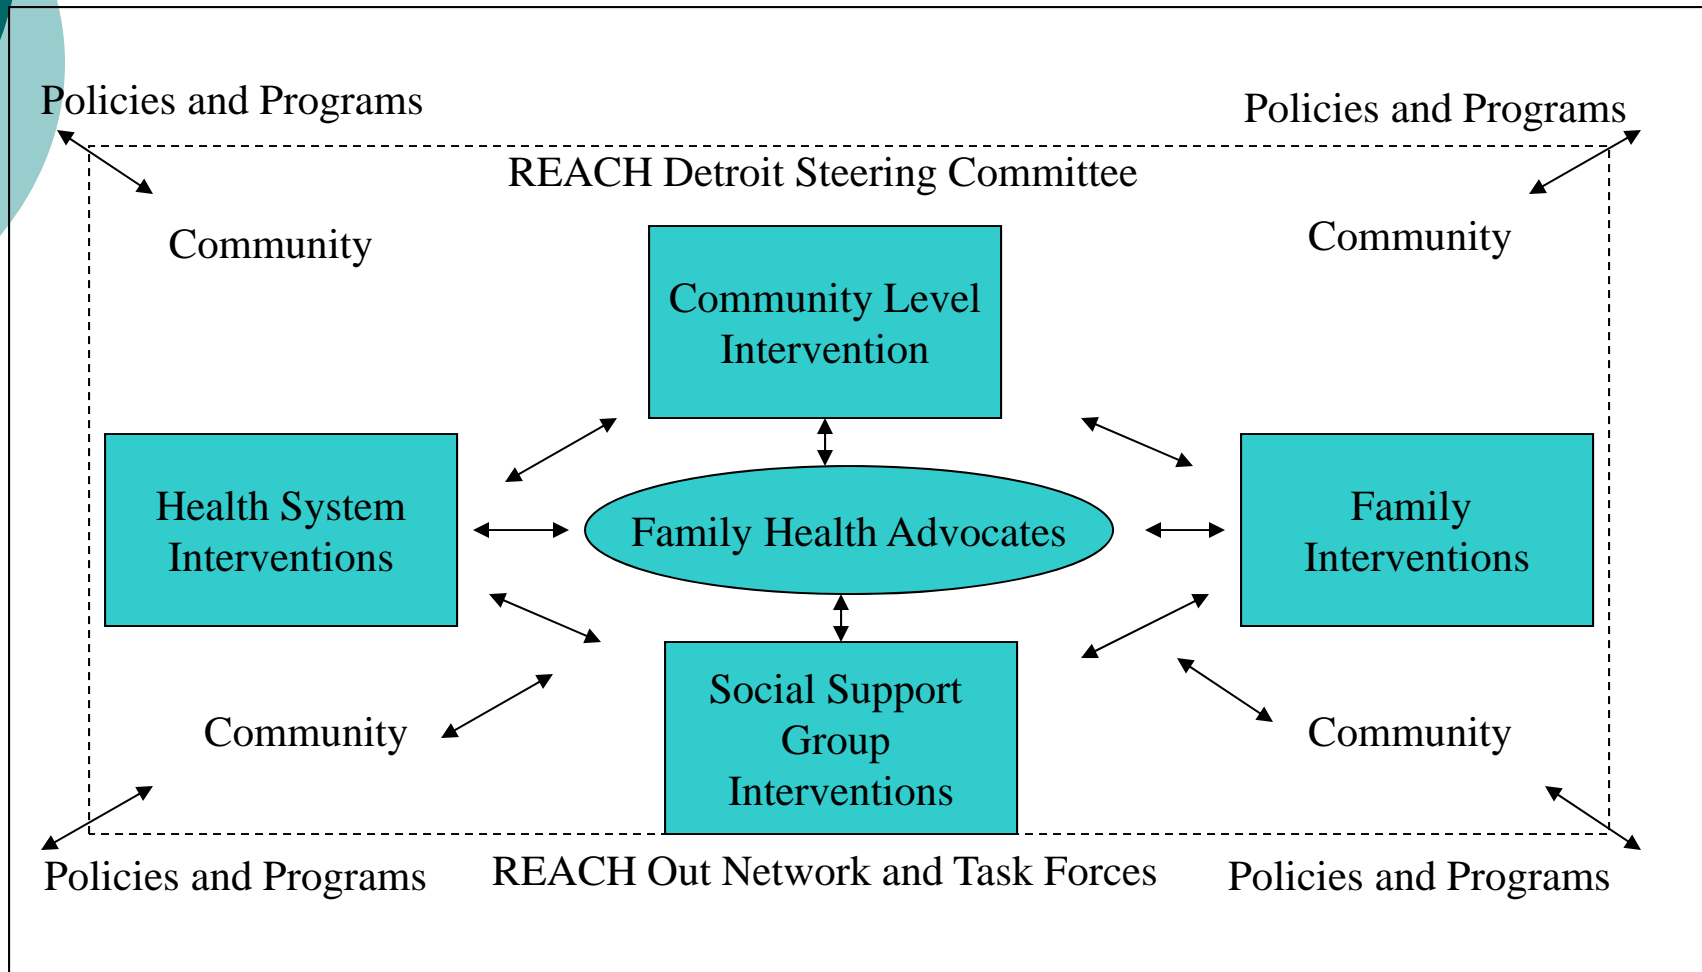 Policies and Programs
Policies and Programs
REACH Detroit Steering Committee
Community
Community
Community Level
Intervention
Health System
Interventions
Family Health Advocates
Family
Interventions
Social Support
Group
Interventions
Community
Community
Policies and Programs
REACH Out Network and Task Forces
Policies and Programs